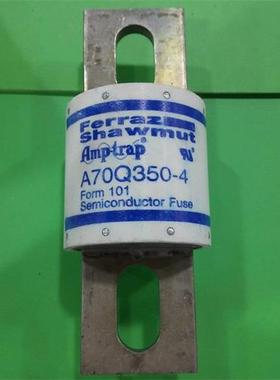 Ferraz
Shawmut
Amp-trap
A70Q350-4
Form 101
Semiconductor Fuse